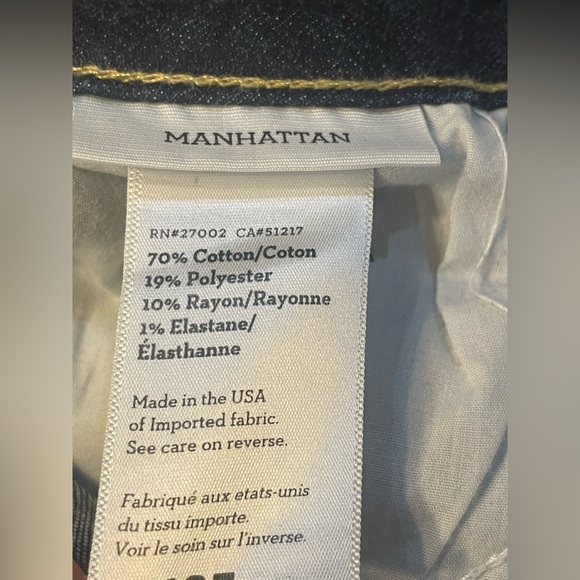 MANHATTAN
RN#27002 CA#51217
70% Cotton/Coton
19% Polyester
10% Rayon/Rayonne
1% Elastane/
Élasthanne
Made in the USA
of Imported fabric.
See care on reverse.
Fabriqué aux etats-unis
du tissu importe.
Voir le soin sur l'inverse.